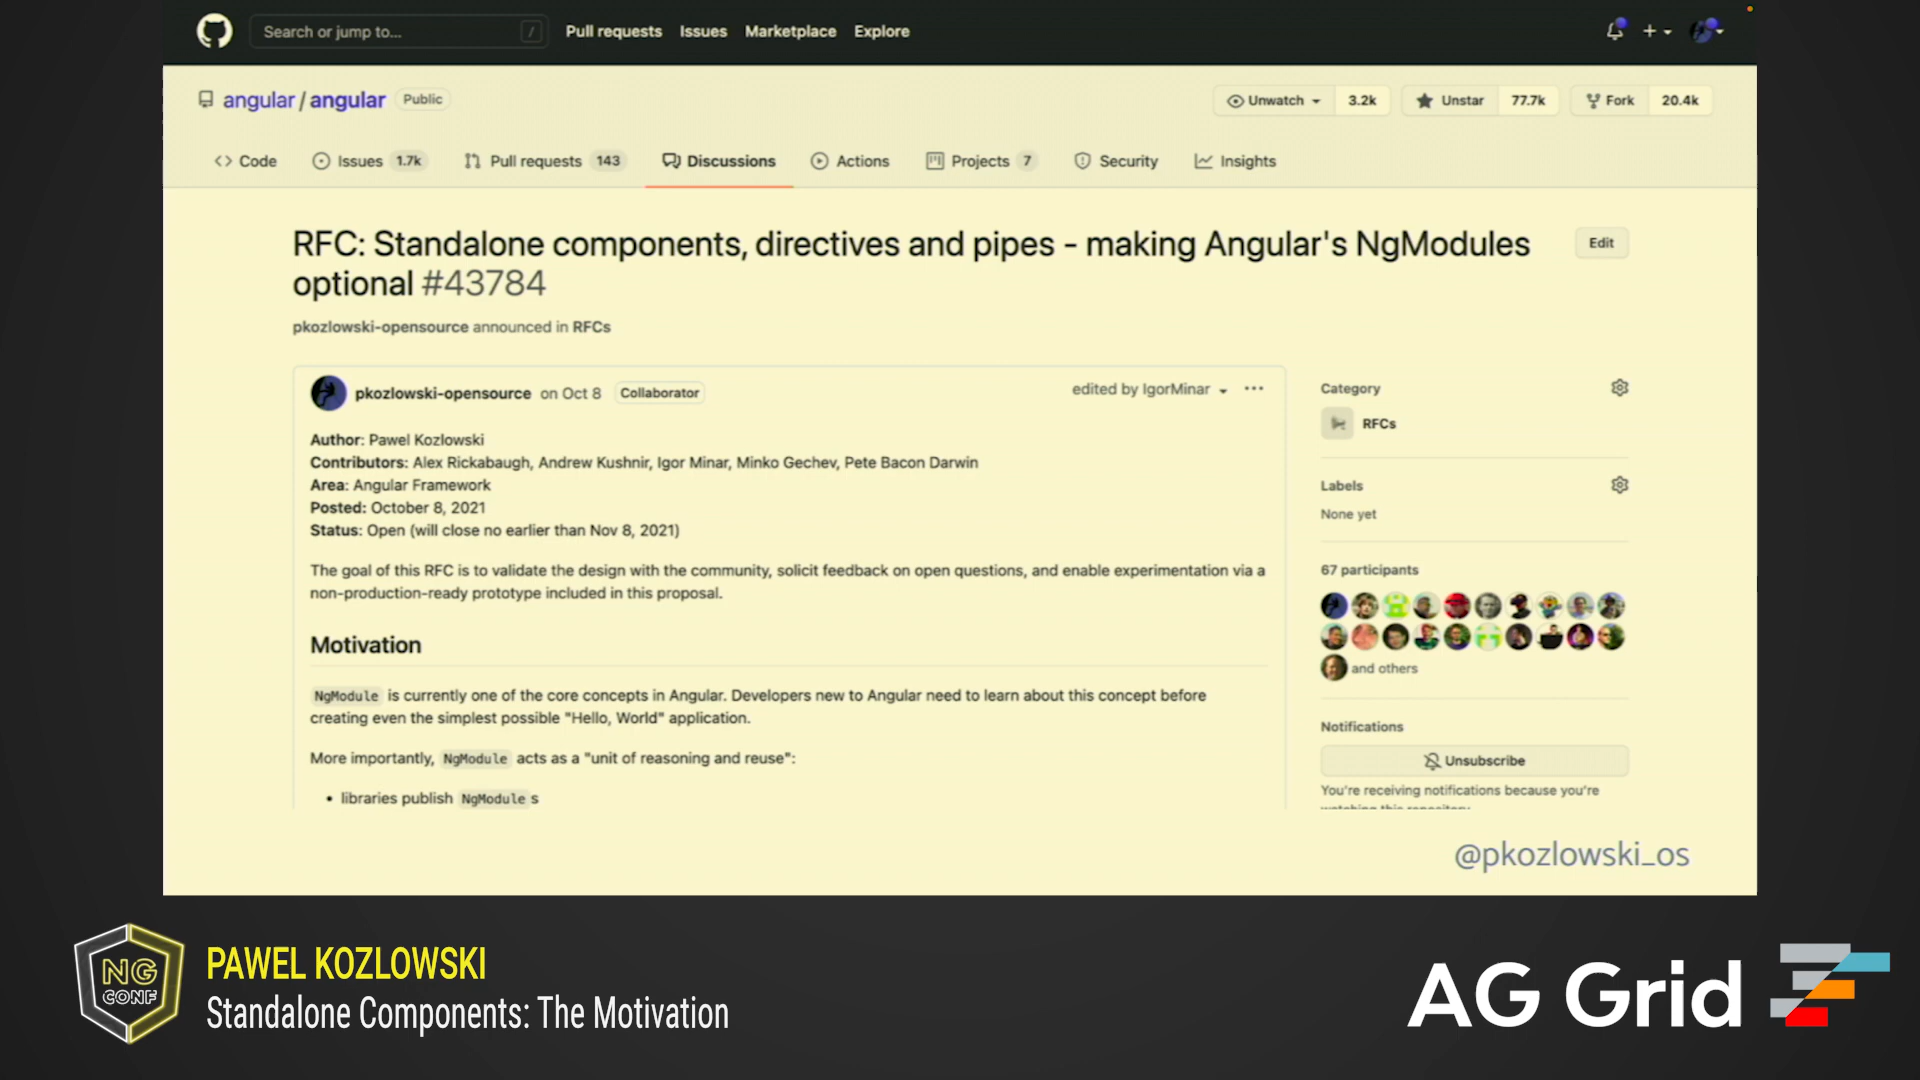 Search or jump to... /
Pull requests Issues Marketplace Explore
angular / angular Public
Unwatch 3.2k
Unstar 77.7k
Fork 20.4k
Code
Issues 1.7k
Pull requests 143
Discussions
Actions
Projects 7
Security
Insights
RFC: Standalone components, directives and pipes - making Angular's NgModules
optional #43784
Edit
pkozlowski-opensource announced in RFCs
pkozlowski-opensource on Oct 8 Collaborator
edited by IgorMinar
Author: Pawel Kozlowski
Contributors: Alex Rickabaugh, Andrew Kushnir, Igor Minar, Minko Gechev, Pete Bacon Darwin
Area: Angular Framework
Posted: October 8, 2021
Status: Open (will close no earlier than Nov 8, 2021)
The goal of this RFC is to validate the design with the community, solicit feedback on open questions, and enable experimentation via a
non-production-ready prototype included in this proposal.
Motivation
NgModule is currently one of the core concepts in Angular. Developers new to Angular need to learn about this concept before
creating even the simplest possible "Hello, World" application.
More importantly, NgModule acts as a "unit of reasoning and reuse":
• libraries publish NgModule s
Category
RFCs
Labels
None yet
67 participants
and others
Notifications
Unsubscribe
You're receiving notifications because you're
watching this repository.
@pkozlowski_os
NG
CONF
PAWEL KOZLOWSKI
Standalone Components: The Motivation
AG Grid